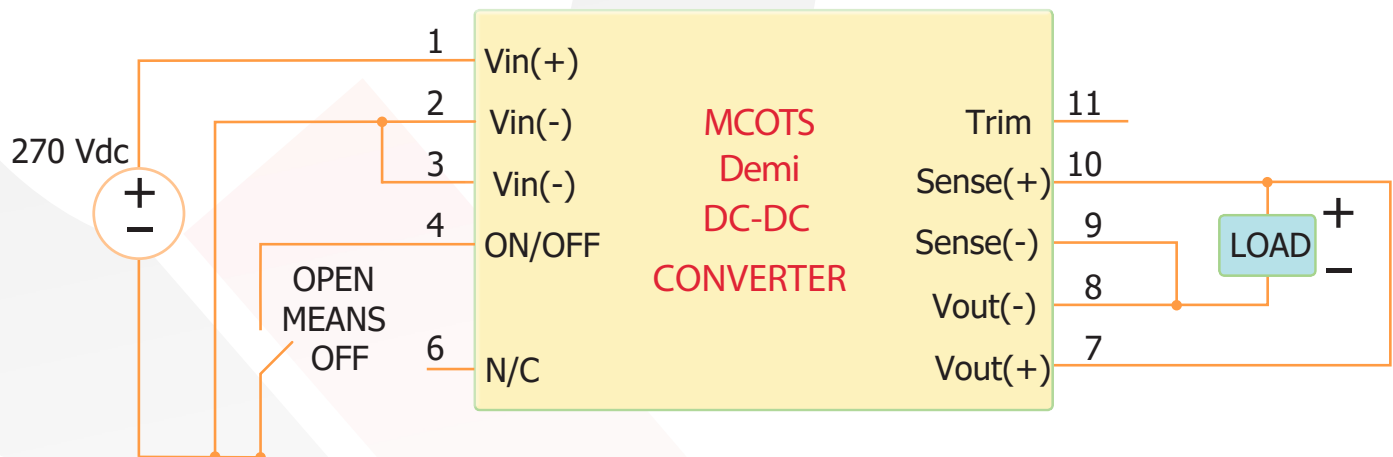 270 Vdc
+
−
1
Vin(+)
2
Vin(-)
3
Vin(-)
4
ON/OFF
OPEN
MEANS
OFF
6
N/C
MCOTS
Demi
DC-DC
CONVERTER
Trim
11
Sense(+)
10
Sense(-)
9
Vout(-)
8
Vout(+)
7
LOAD
+
−